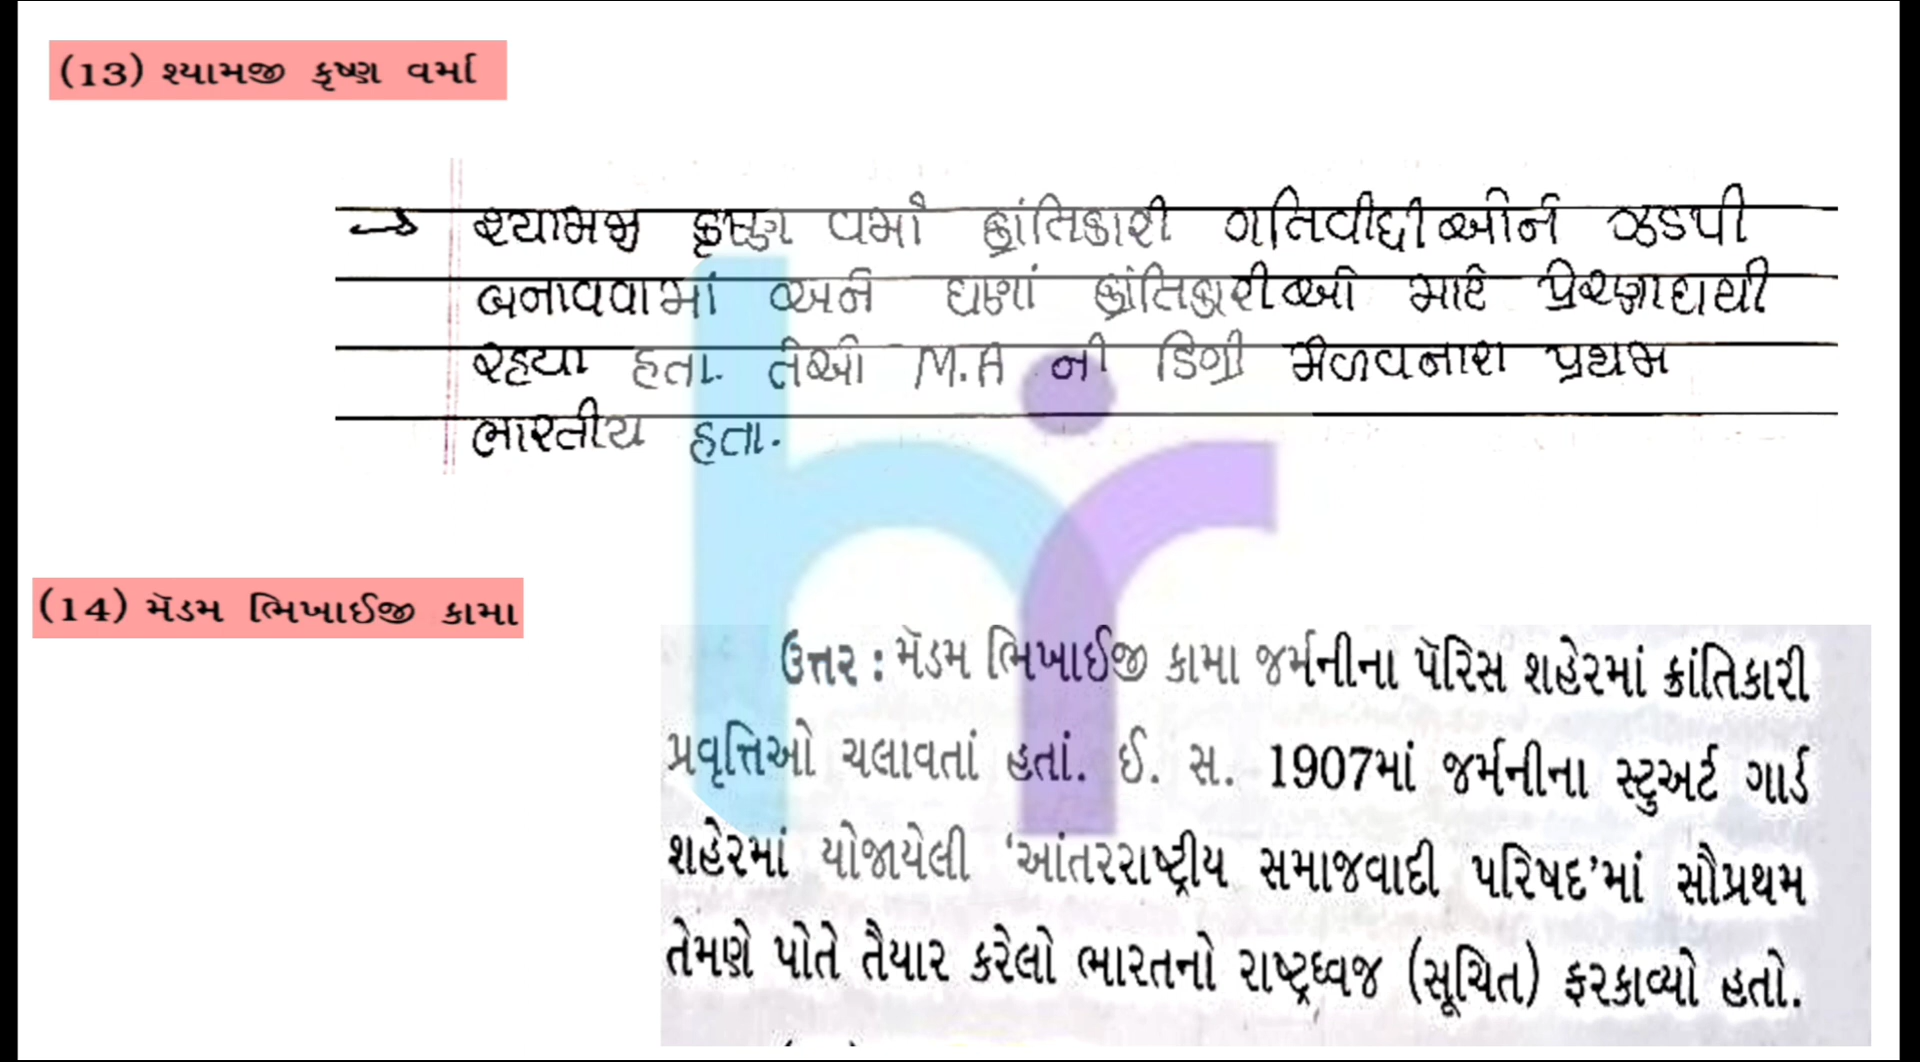 (13) શ્યામજી કૃષ્ણ વર્મા
→ શ્યામજી કૃષ્ણ વર્મા ક્રાંતિકારી ગતિવીદ્દીઓને ઝડપી
બનાવવામાં અને ઘણાં ક્રાંતિકારીઓ માટે પ્રેરણાદાયી
રહયા હતા. તેઓ M.A ની ડિગ્રી મેળવનારા પ્રથમ
ભારતીય હતા.
(14) મૅડમ ભિખાઈજી કામા
ઉત્તર : મૅડમ ભિખાઈજી કામા જર્મનીના પૅરિસ શહેરમાં ક્રાંતિકારી
પ્રવૃત્તિઓ ચલાવતાં હતાં. ઈ. સ. 1907માં જર્મનીના સ્ટુઅર્ટ ગાર્ડ
શહેરમાં યોજાયેલી ‘આંતરરાષ્ટ્રીય સમાજવાદી પરિષદ’માં સૌપ્રથમ
તેમણે પોતે તૈયાર કરેલો ભારતનો રાષ્ટ્રધ્વજ (સૂચિત) ફરકાવ્યો હતો.